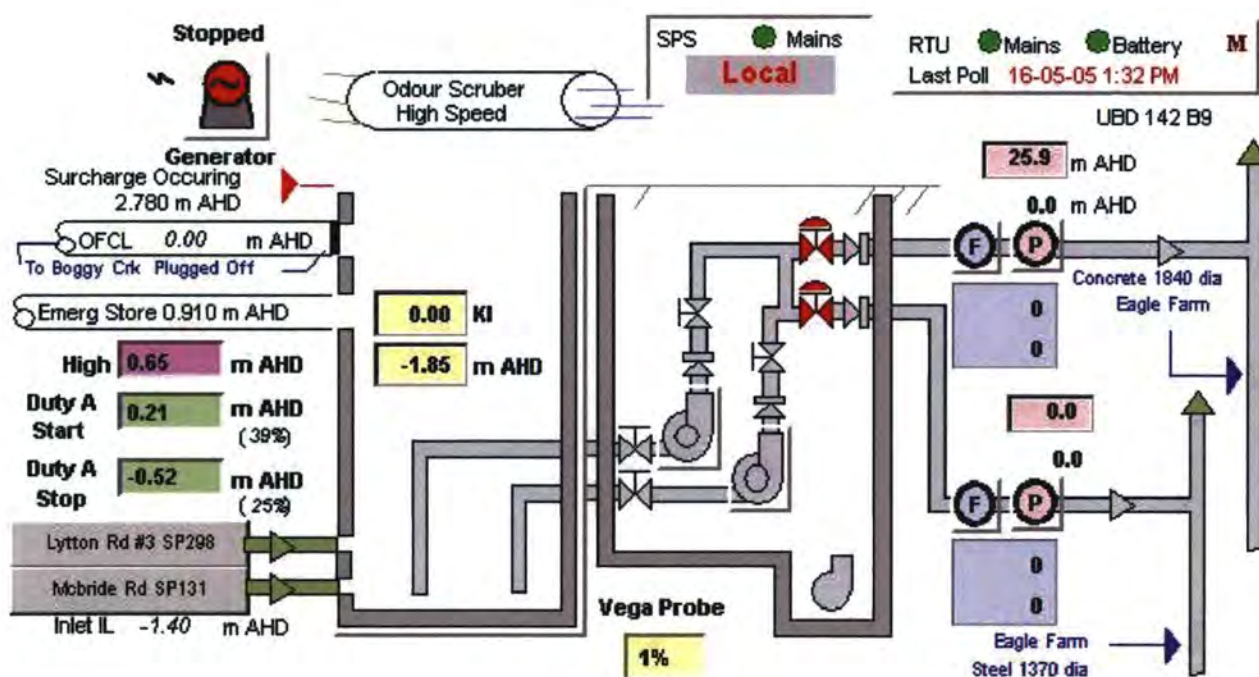 Stopped
Generator
Odour Scruber
High Speed
SPS Mains
Local
RTU Mains Battery M
Last Poll 16-05-05 1:32 PM
UBD 142 B9
Surcharge Occuring
2.780 m AHD
OFCL 0.00 m AHD
To Boggy Crk Plugged Off
Emerg Store 0.910 m AHD
High 0.65 m AHD
Duty A
Start
0.21 m AHD
(39%)
Duty A
Stop
-0.52 m AHD
(25%)
Lytton Rd #3 SP298
Mcbride Rd SP131
Inlet IL -1.40 m AHD
0.00 Kl
-1.85 m AHD
Vega Probe
1%
25.9 m AHD
0.0 m AHD
F P
Concrete 1840 dia
Eagle Farm
0
0
0.0
0.0
F P
0
0
Eagle Farm
Steel 1370 dia